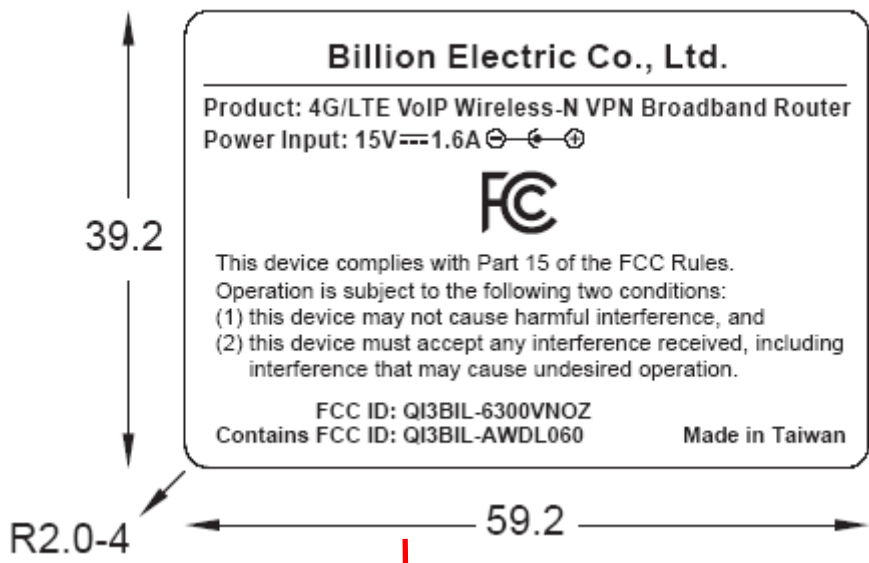 Billion Electric Co., Ltd.
Product: 4G/LTE VoIP Wireless-N VPN Broadband Router
Power Input: 15V⎓1.6A
FC
This device complies with Part 15 of the FCC Rules.
Operation is subject to the following two conditions:
(1) this device may not cause harmful interference, and
(2) this device must accept any interference received, including
interference that may cause undesired operation.
FCC ID: QI3BIL-6300VNOZ
Contains FCC ID: QI3BIL-AWDL060 Made in Taiwan
39.2
R2.0-4
59.2